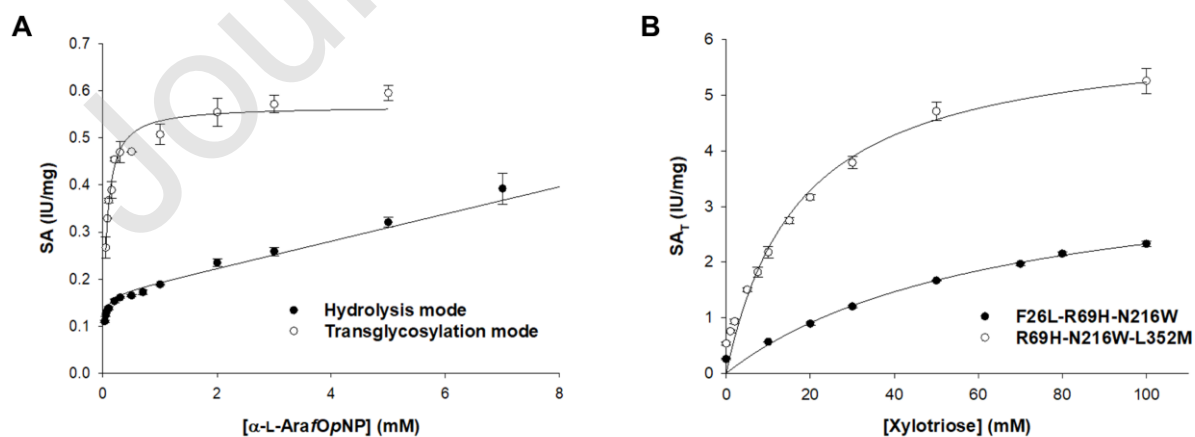 A
B
Jour
0.7
0.6
0.5
0.4
0.3
0.2
0.1
0.0
SA (IU/mg)
0
2
4
6
8
[α-L-ArafOpNP] (mM)
Hydrolysis mode
Transglycosylation mode
6
5
4
3
2
1
0
SA_T (IU/mg)
0
20
40
60
80
100
[Xylotriose] (mM)
F26L-R69H-N216W
R69H-N216W-L352M